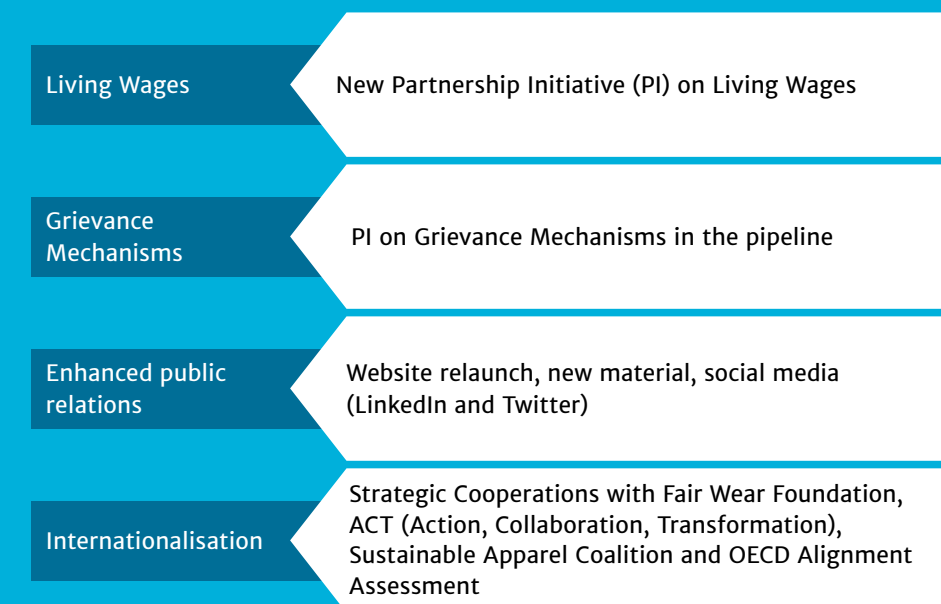 Living Wages
New Partnership Initiative (PI) on Living Wages
Grievance
Mechanisms
PI on Grievance Mechanisms in the pipeline
Enhanced public
relations
Website relaunch, new material, social media
(LinkedIn and Twitter)
Internationalisation
Strategic Cooperations with Fair Wear Foundation,
ACT (Action, Collaboration, Transformation),
Sustainable Apparel Coalition and OECD Alignment
Assessment